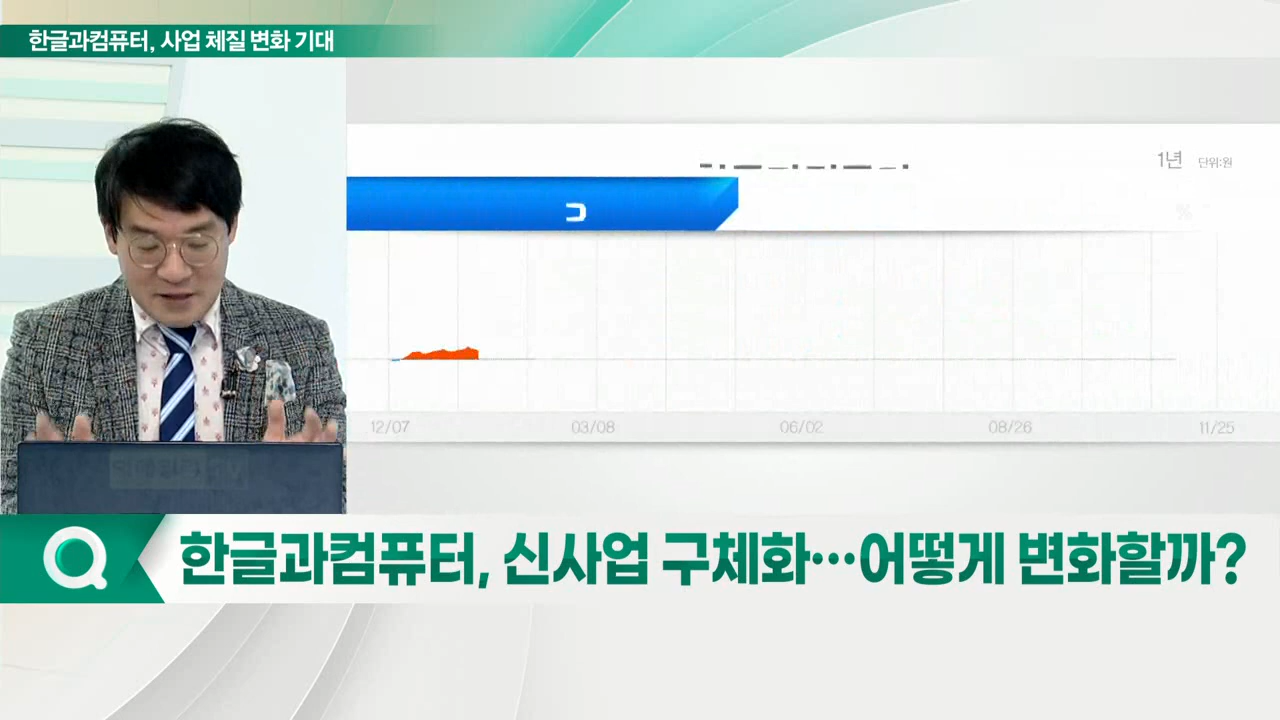 한글과컴퓨터, 사업 체질 변화 기대
1년 단위:원
%
12/07 03/08 06/02 08/26 11/25
한글과컴퓨터, 신사업 구체화…어떻게 변화할까?